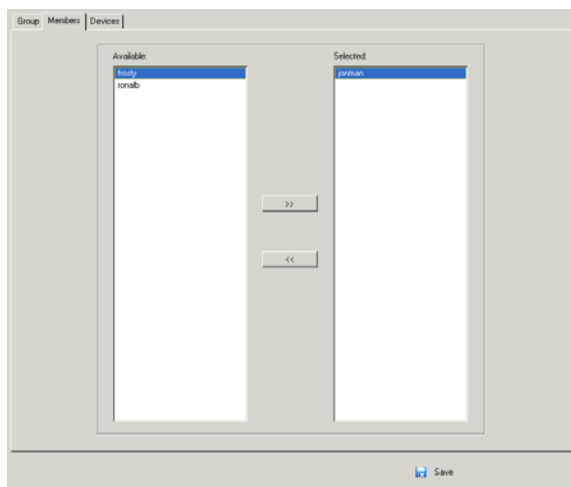 Group Members Devices
Available: Selected:
frosty jonman
ronalb
>>
<<
Save